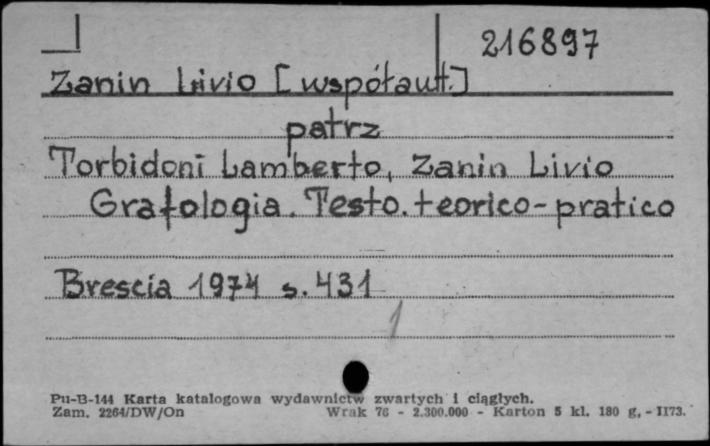 216897
Zanin Livio [współaut.]
patrz
Torbidoni Lamberto, Zanin Livio
Grafologia. Testo. teorico-pratico
Brescia 1974 s. 431
1
Pu-B-144 Karta katalogowa wydawnictw zwartych i ciągłych.
Zam. 2264/DW/On Wrak 76 - 2.300.000 - Karton 5 kl. 180 g. - II73.